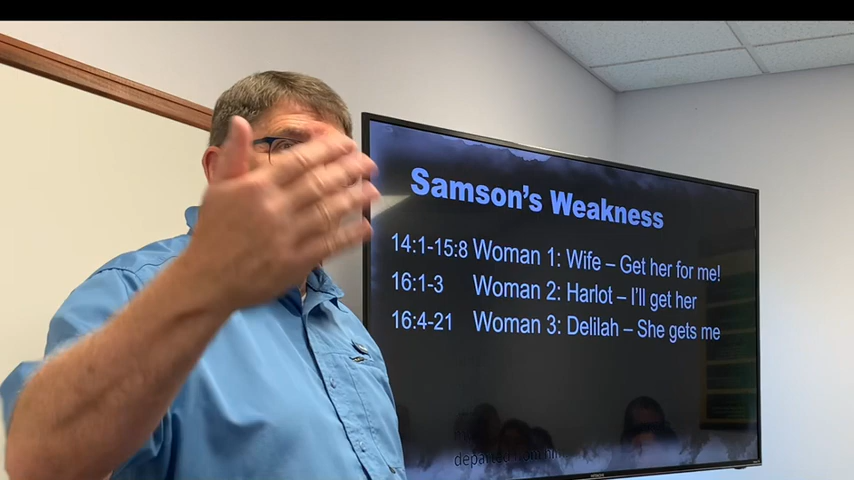 Samson's Weakness
14:1-15:8 Woman 1: Wife – Get her for me!
16:1-3 Woman 2: Harlot – I'll get her
16:4-21 Woman 3: Delilah – She gets me